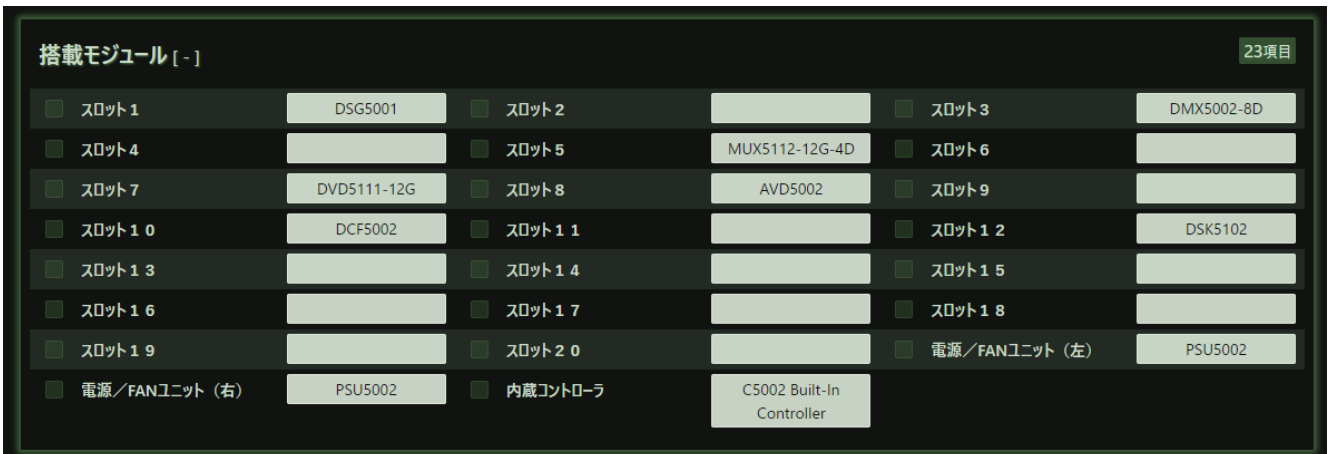 搭載モジュール [ - ]
23項目
スロット1 DSG5001 スロット2 スロット3 DMX5002-8D
スロット4 スロット5 MUX5112-12G-4D スロット6
スロット7 DVD5111-12G スロット8 AVD5002 スロット9
スロット１０ DCF5002 スロット１１ スロット１２ DSK5102
スロット１３ スロット１４ スロット１５
スロット１６ スロット１７ スロット１８
スロット１９ スロット２０ 電源／FANユニット（左） PSU5002
電源／FANユニット（右） PSU5002 内蔵コントローラ C5002 Built-In
Controller